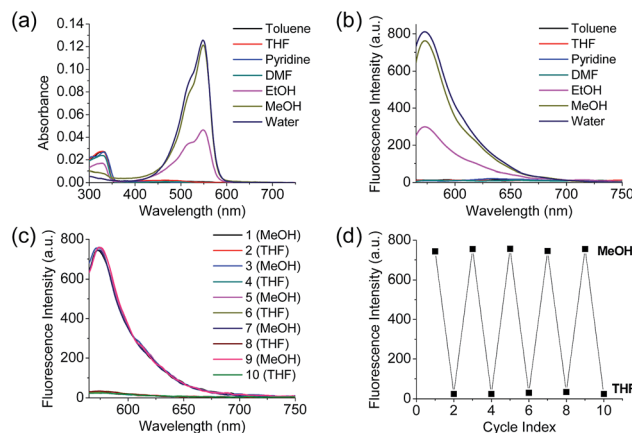 (a)
0.14
0.12
0.10
0.08
0.06
0.04
0.02
0.00
Absorbance
300 400 500 600 700
Wavelength (nm)
Toluene
THF
Pyridine
DMF
EtOH
MeOH
Water
(b)
Fluorescence Intensity (a.u.)
800
600
400
200
0
600 650 700 750
Wavelength (nm)
Toluene
THF
Pyridine
DMF
EtOH
MeOH
Water
(c)
Fluorescence Intensity (a.u.)
800
600
400
200
0
600 650 700 750
Wavelength (nm)
1 (MeOH)
2 (THF)
3 (MeOH)
4 (THF)
5 (MeOH)
6 (THF)
7 (MeOH)
8 (THF)
9 (MeOH)
10 (THF)
(d)
Fluorescence Intensity (a.u.)
800
600
400
200
0
MeOH
THF
0 2 4 6 8 10
Cycle Index